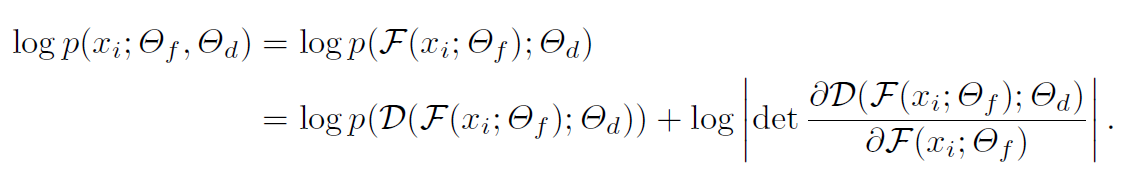 log p(x_i; Θ_f, Θ_d) = log p(ℱ(x_i; Θ_f); Θ_d)
= log p(𝒟(ℱ(x_i; Θ_f); Θ_d)) + log |det ∂𝒟(ℱ(x_i; Θ_f); Θ_d) / ∂ℱ(x_i; Θ_f)| .